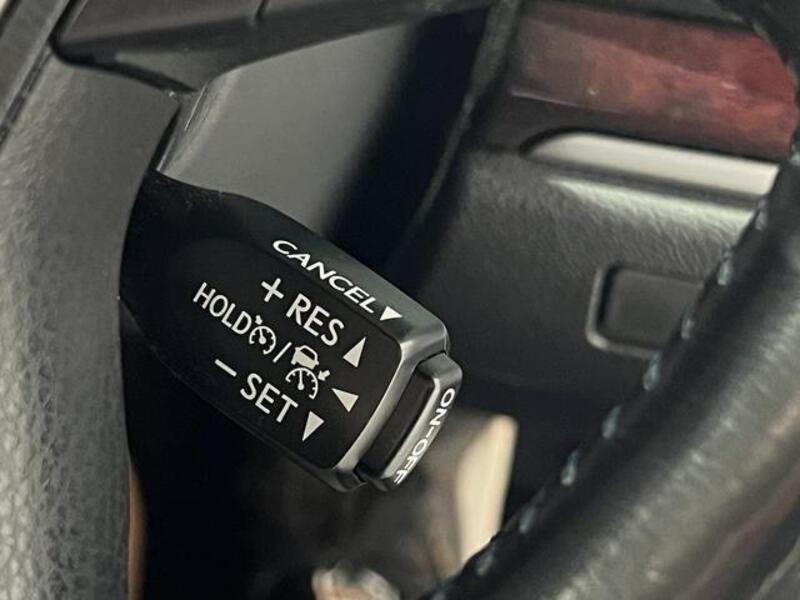 CANCEL▼
+ RES ▲
HOLD /
- SET ▼
ON-OFF